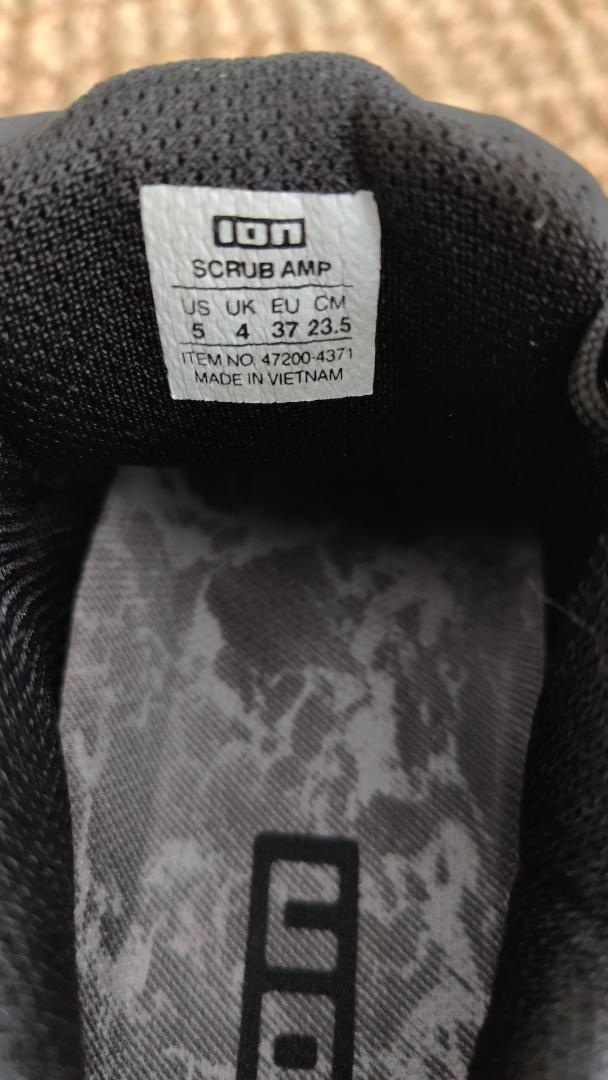 ION
SCRUB AMP
US UK EU CM
5 4 37 23.5
ITEM NO. 47200-4371
MADE IN VIETNAM